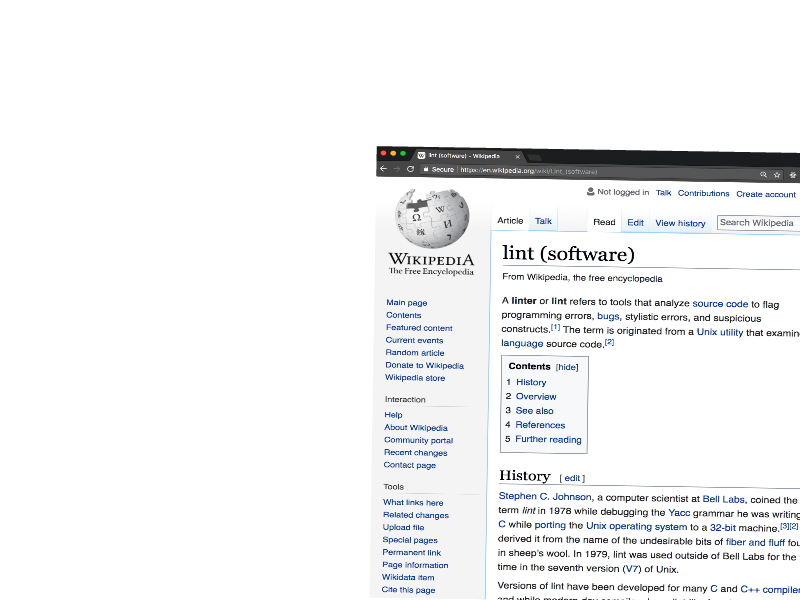 lint (software) - Wikipedia
Secure https://en.wikipedia.org/wiki/Lint_(software)
Not logged in Talk Contributions Create account
Article Talk Read Edit View history Search Wikipedia
WIKIPEDIA
The Free Encyclopedia
Main page
Contents
Featured content
Current events
Random article
Donate to Wikipedia
Wikipedia store
Interaction
Help
About Wikipedia
Community portal
Recent changes
Contact page
Tools
What links here
Related changes
Upload file
Special pages
Permanent link
Page information
Wikidata item
Cite this page
lint (software)
From Wikipedia, the free encyclopedia
A linter or lint refers to tools that analyze source code to flag
programming errors, bugs, stylistic errors, and suspicious
constructs.[1] The term is originated from a Unix utility that examin
language source code.[2]
Contents [hide]
1 History
2 Overview
3 See also
4 References
5 Further reading
History [ edit ]
Stephen C. Johnson, a computer scientist at Bell Labs, coined the
term lint in 1978 while debugging the Yacc grammar he was writing
C while porting the Unix operating system to a 32-bit machine.[3][2]
derived it from the name of the undesirable bits of fiber and fluff fou
in sheep's wool. In 1979, lint was used outside of Bell Labs for the
time in the seventh version (V7) of Unix.
Versions of lint have been developed for many C and C++ compiler